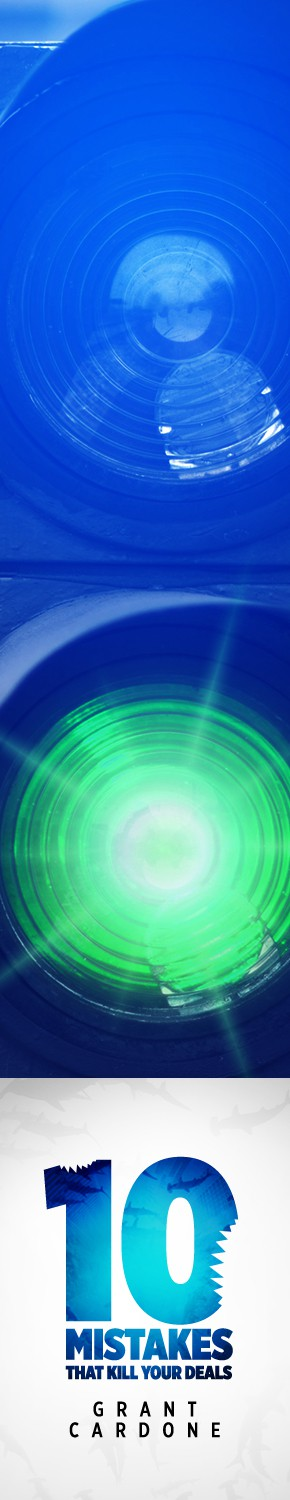 10
MISTAKES
THAT KILL YOUR DEALS
GRANT
CARDONE